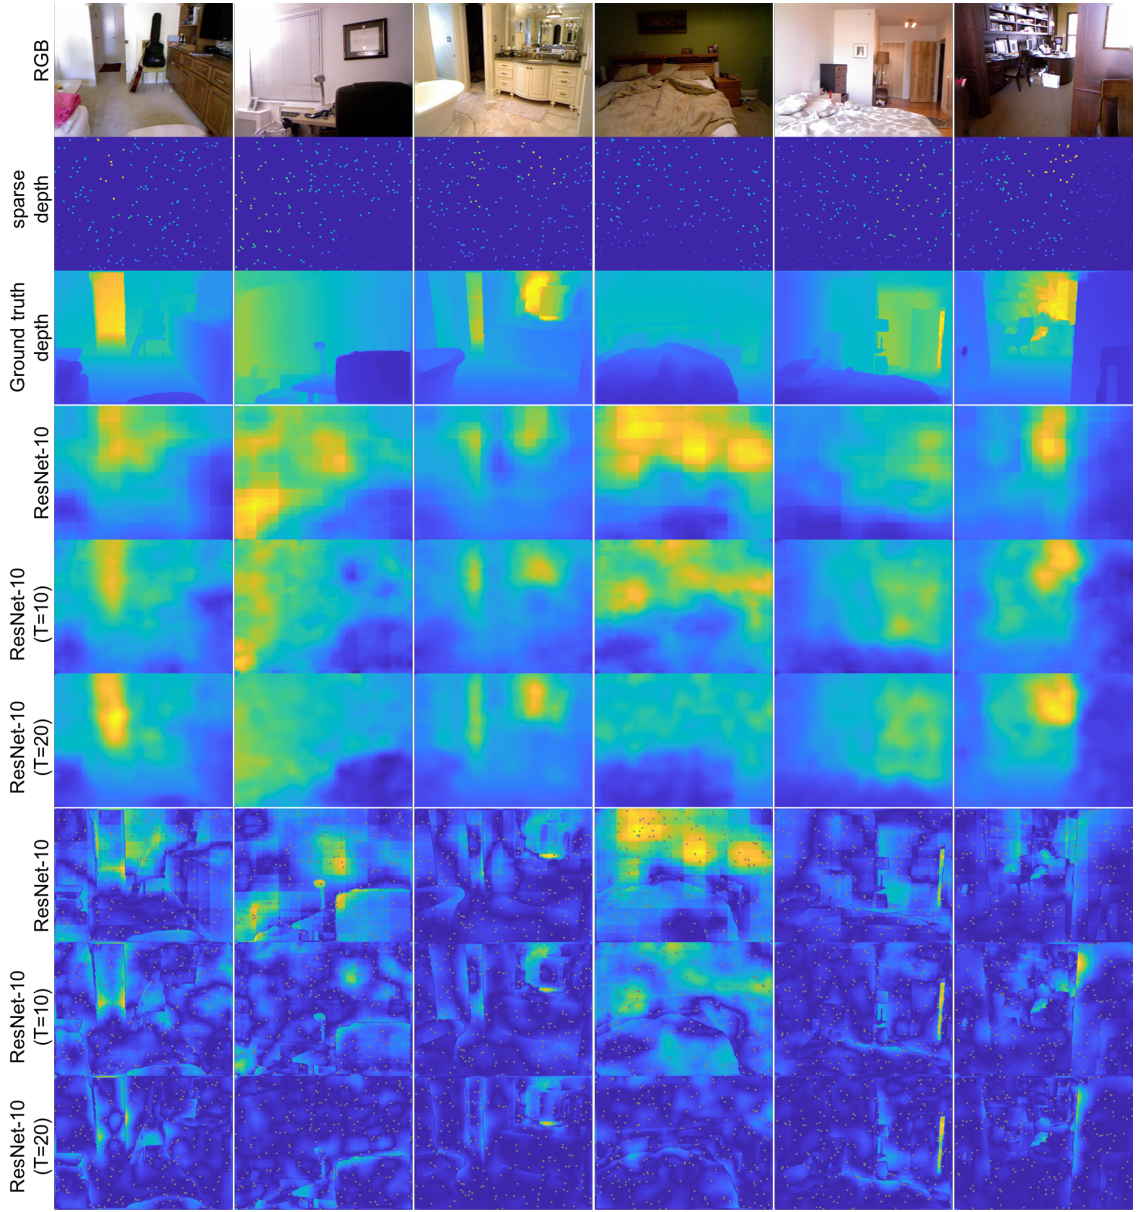 RGB
sparse
depth
Ground truth
depth
ResNet-10
ResNet-10
(T=10)
ResNet-10
(T=20)
ResNet-10
ResNet-10
(T=10)
ResNet-10
(T=20)